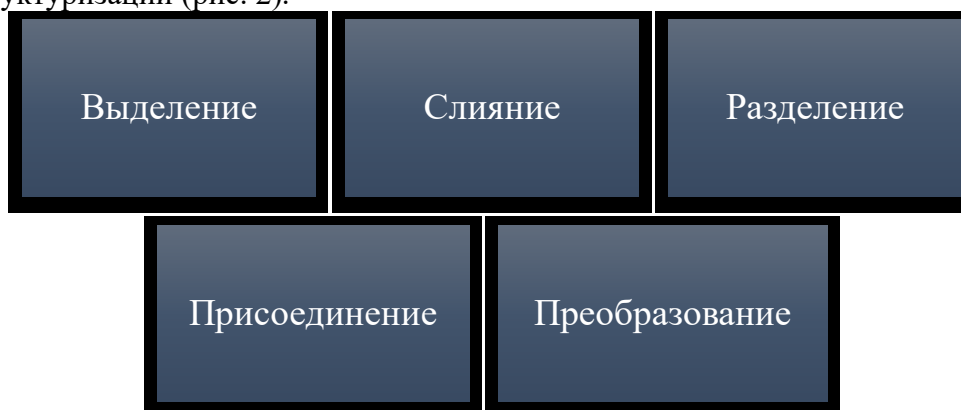 уктуризации (рис. 2).
Выделение Слияние Разделение
Присоединение Преобразование